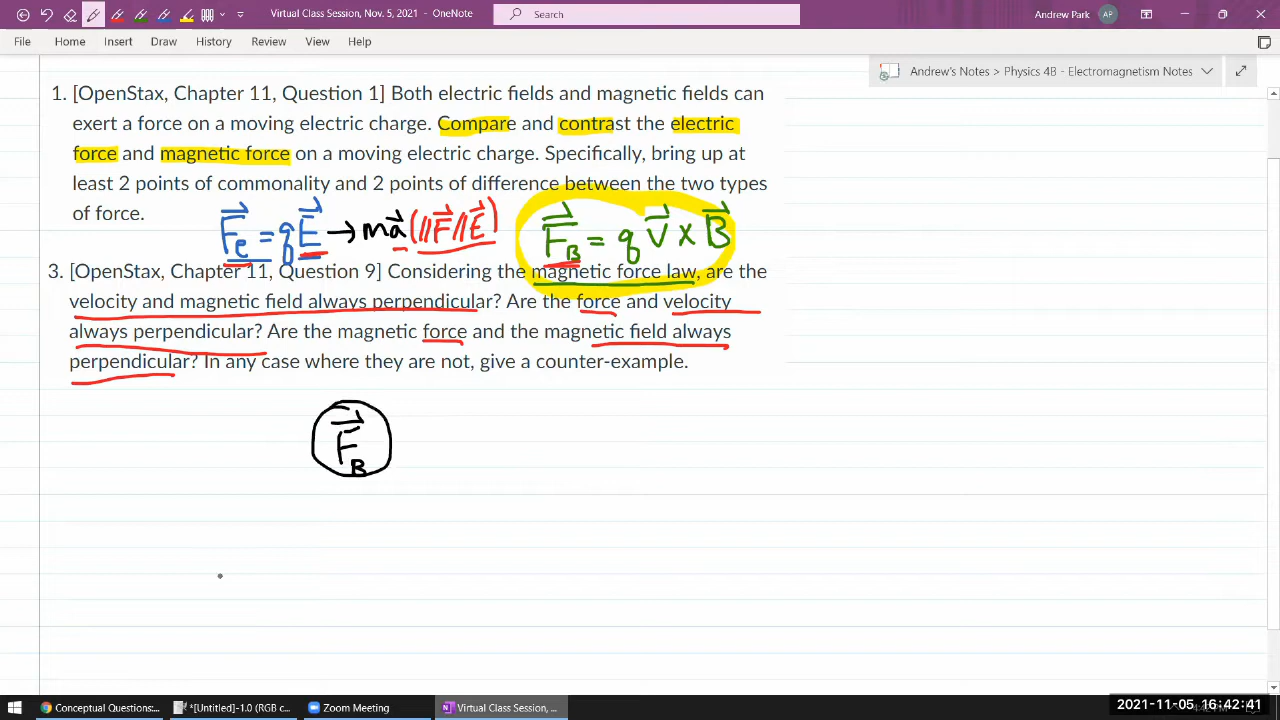 Virtual Class Session, Nov. 5, 2021 - OneNote
Search
Andrew Park
AP
File Home Insert Draw History Review View Help
Andrew's Notes > Physics 4B - Electromagnetism Notes
1. [OpenStax, Chapter 11, Question 1] Both electric fields and magnetic fields can
exert a force on a moving electric charge. Compare and contrast the electric
force and magnetic force on a moving electric charge. Specifically, bring up at
least 2 points of commonality and 2 points of difference between the two types
of force.
F⃗e = qE⃗ → ma⃗ (//F⃗//E⃗)
F⃗B = q v⃗ × B⃗
3. [OpenStax, Chapter 11, Question 9] Considering the magnetic force law, are the
velocity and magnetic field always perpendicular? Are the force and velocity
always perpendicular? Are the magnetic force and the magnetic field always
perpendicular? In any case where they are not, give a counter-example.
F⃗B
Conceptual Questions:...
*[Untitled]-1.0 (RGB c...
Zoom Meeting
Virtual Class Session,...
2021-11-05 16:42:41